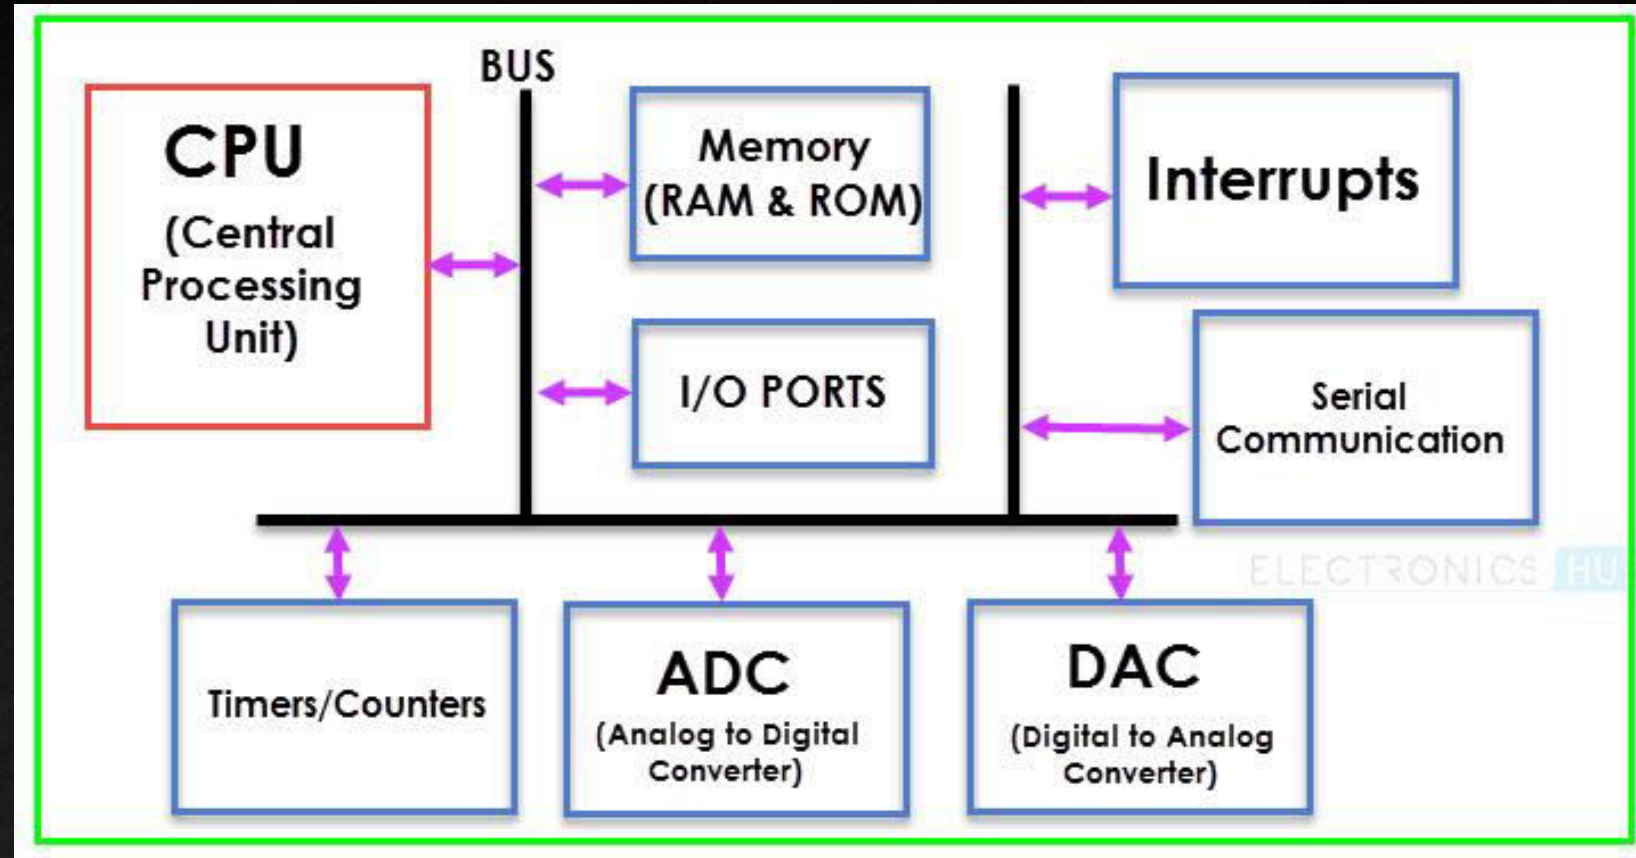 BUS
CPU
(Central
Processing
Unit)
Memory
(RAM & ROM)
I/O PORTS
Interrupts
Serial
Communication
ELECTRONICS HU
Timers/Counters
ADC
(Analog to Digital
Converter)
DAC
(Digital to Analog
Converter)